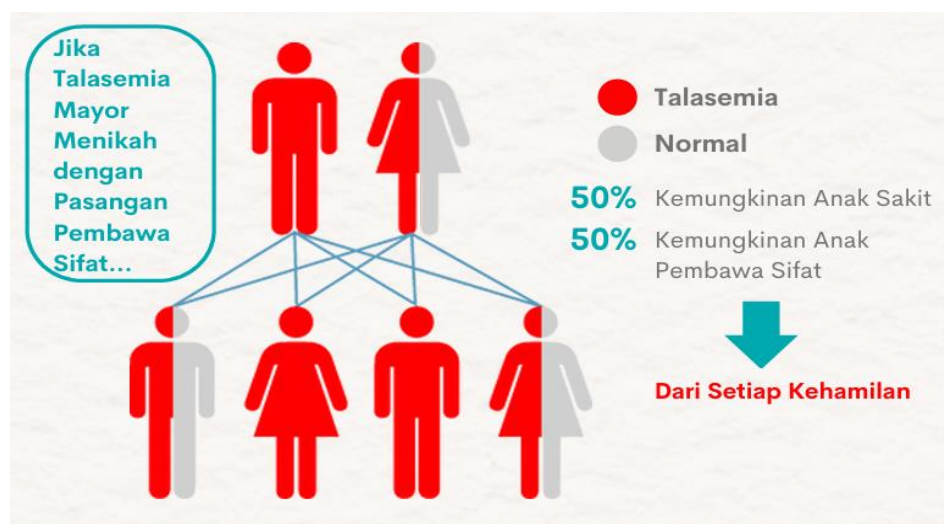 Jika
Talasemia
Mayor
Menikah
dengan
Pasangan
Pembawa
Sifat...
Talasemia
Normal
50% Kemungkinan Anak Sakit
50% Kemungkinan Anak
Pembawa Sifat
Dari Setiap Kehamilan